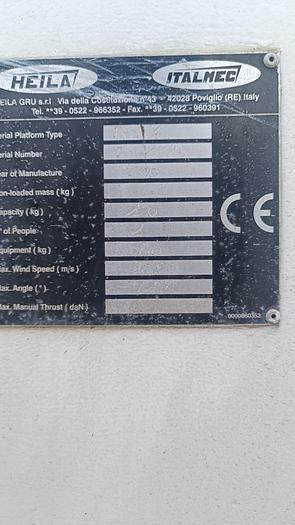 HEILA ITALMEC
EILA GRU s.r.l Via della Costituzione n°43 - 42028 Poviglio (RE) Italy
Tel. **39 - 0522 - 966352 - Fax. **39 - 0522 - 960391
erial Platform Type
erial Number
ear of Manufacture
on-loaded mass ( kg )
apacity ( kg )
° of People
quipment ( kg )
ax. Wind Speed ( m/s )
ax. Angle ( ° )
ax. Manual Thrust ( daN )
CE
0000860353